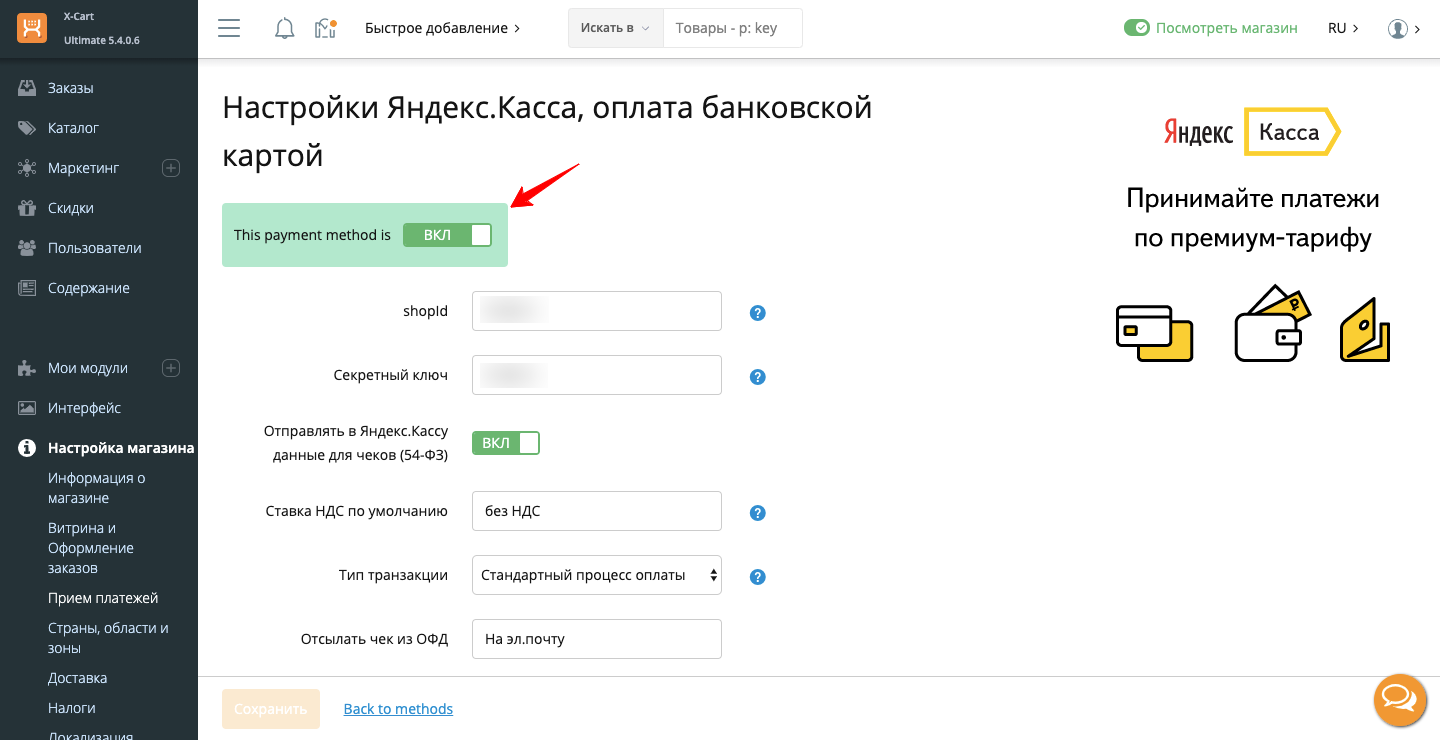 X-Cart
Ultimate 5.4.0.6
Быстрое добавление
Искать в
Товары - p: key
Посмотреть магазин
RU
Заказы
Каталог
Маркетинг
Скидки
Пользователи
Содержание
Мои модули
Интерфейс
Настройка магазина
Информация о
магазине
Витрина и
Оформление
заказов
Прием платежей
Страны, области и
зоны
Доставка
Налоги
Локализация
Настройки Яндекс.Касса, оплата банковской
картой
This payment method is ВКЛ
shopId
Секретный ключ
Отправлять в Яндекс.Кассу
данные для чеков (54-ФЗ)
ВКЛ
Ставка НДС по умолчанию
без НДС
Тип транзакции
Стандартный процесс оплаты
Отсылать чек из ОФД
На эл.почту
Сохранить
Back to methods
Яндекс Касса
Принимайте платежи
по премиум-тарифу